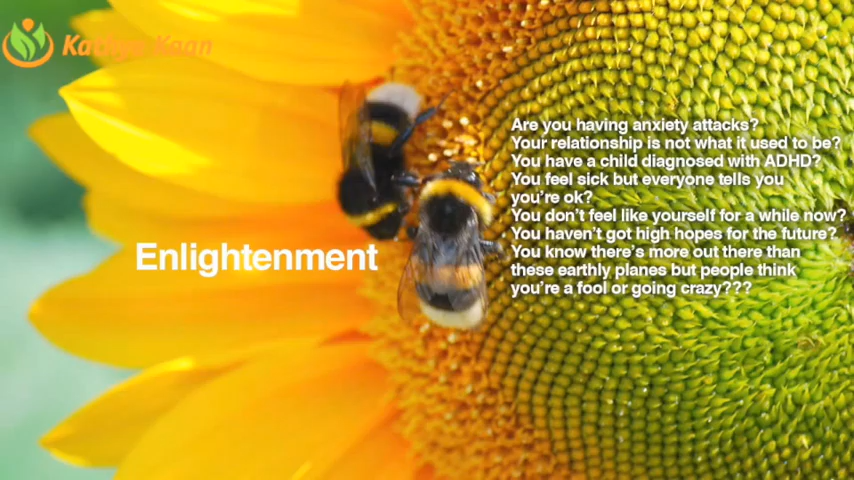 Kathya Kaan
Enlightenment
Are you having anxiety attacks?
Your relationship is not what it used to be?
You have a child diagnosed with ADHD?
You feel sick but everyone tells you
you're ok?
You don't feel like yourself for a while now?
You haven't got high hopes for the future?
You know there's more out there than
these earthly planes but people think
you're a fool or going crazy???